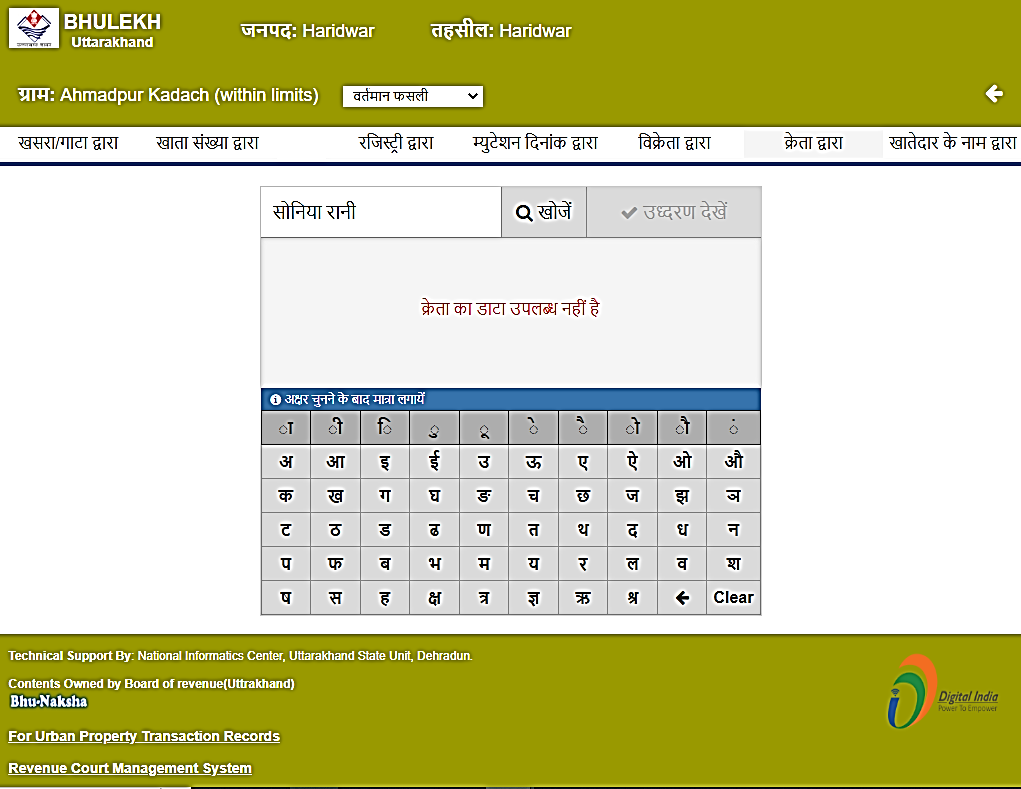 BHULEKH
Uttarakhand
जनपद: Haridwar तहसील: Haridwar
ग्राम: Ahmadpur Kadach (within limits) वर्तमान फसली
खसरा/गाटा द्वारा खाता संख्या द्वारा रजिस्ट्री द्वारा म्युटेशन दिनांक द्वारा विक्रेता द्वारा क्रेता द्वारा खातेदार के नाम द्वारा
सोनिया रानी खोजें उध्दरण देखें
क्रेता का डाटा उपलब्ध नहीं है
अक्षर चुनने के बाद मात्रा लगायें
ा ी ि ु ू े ै ो ौ ं
अ आ इ ई उ ऊ ए ऐ ओ औ
क ख ग घ ङ च छ ज झ ञ
ट ठ ड ढ ण त थ द ध न
प फ ब भ म य र ल व श
ष स ह क्ष त्र ज्ञ ऋ श्र Clear
Technical Support By: National Informatics Center, Uttarakhand State Unit, Dehradun.
Contents Owned by Board of revenue(Uttrakhand)
Bhu-Naksha
For Urban Property Transaction Records
Revenue Court Management System
Digital India
Power To Empower